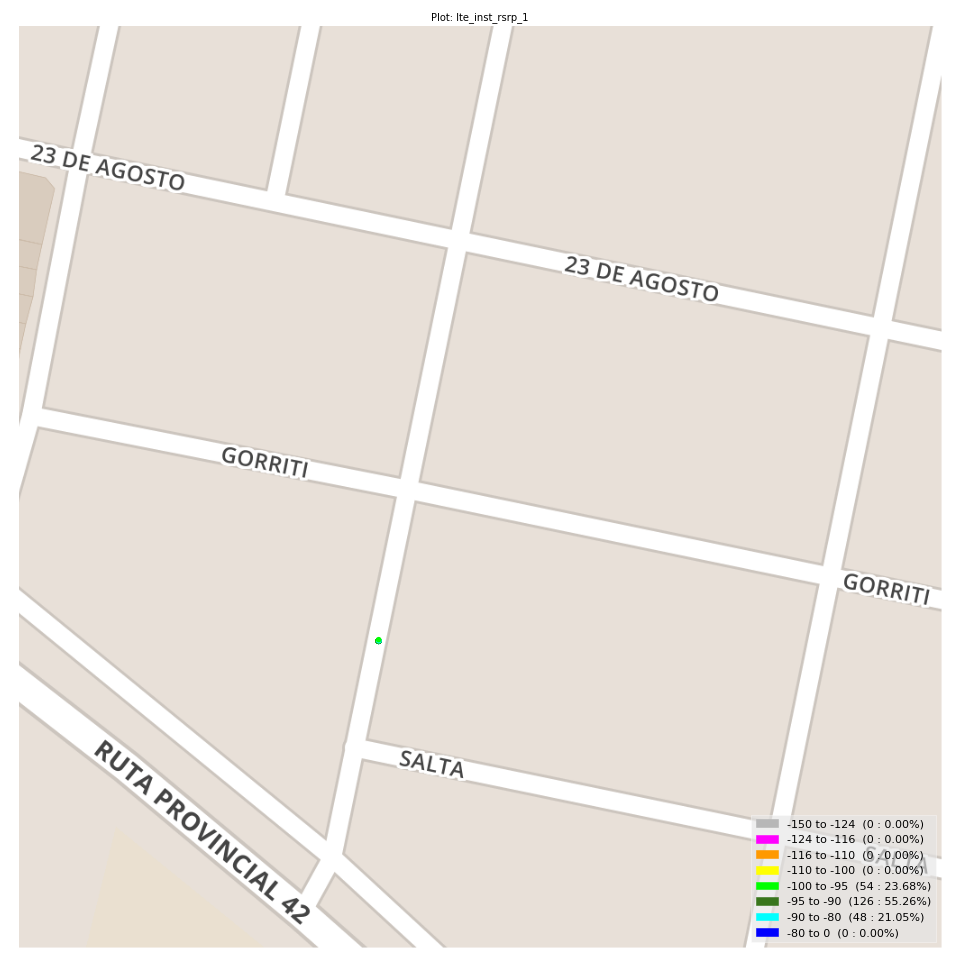 Plot: lte_inst_rsrp_1
23 DE AGOSTO
23 DE AGOSTO
GORRITI
GORRITI
SALTA
RUTA PROVINCIAL 42
SALTA
-150 to -124 (0 : 0.00%)
-124 to -116 (0 : 0.00%)
-116 to -110 (0 : 0.00%)
-110 to -100 (0 : 0.00%)
-100 to -95 (54 : 23.68%)
-95 to -90 (126 : 55.26%)
-90 to -80 (48 : 21.05%)
-80 to 0 (0 : 0.00%)